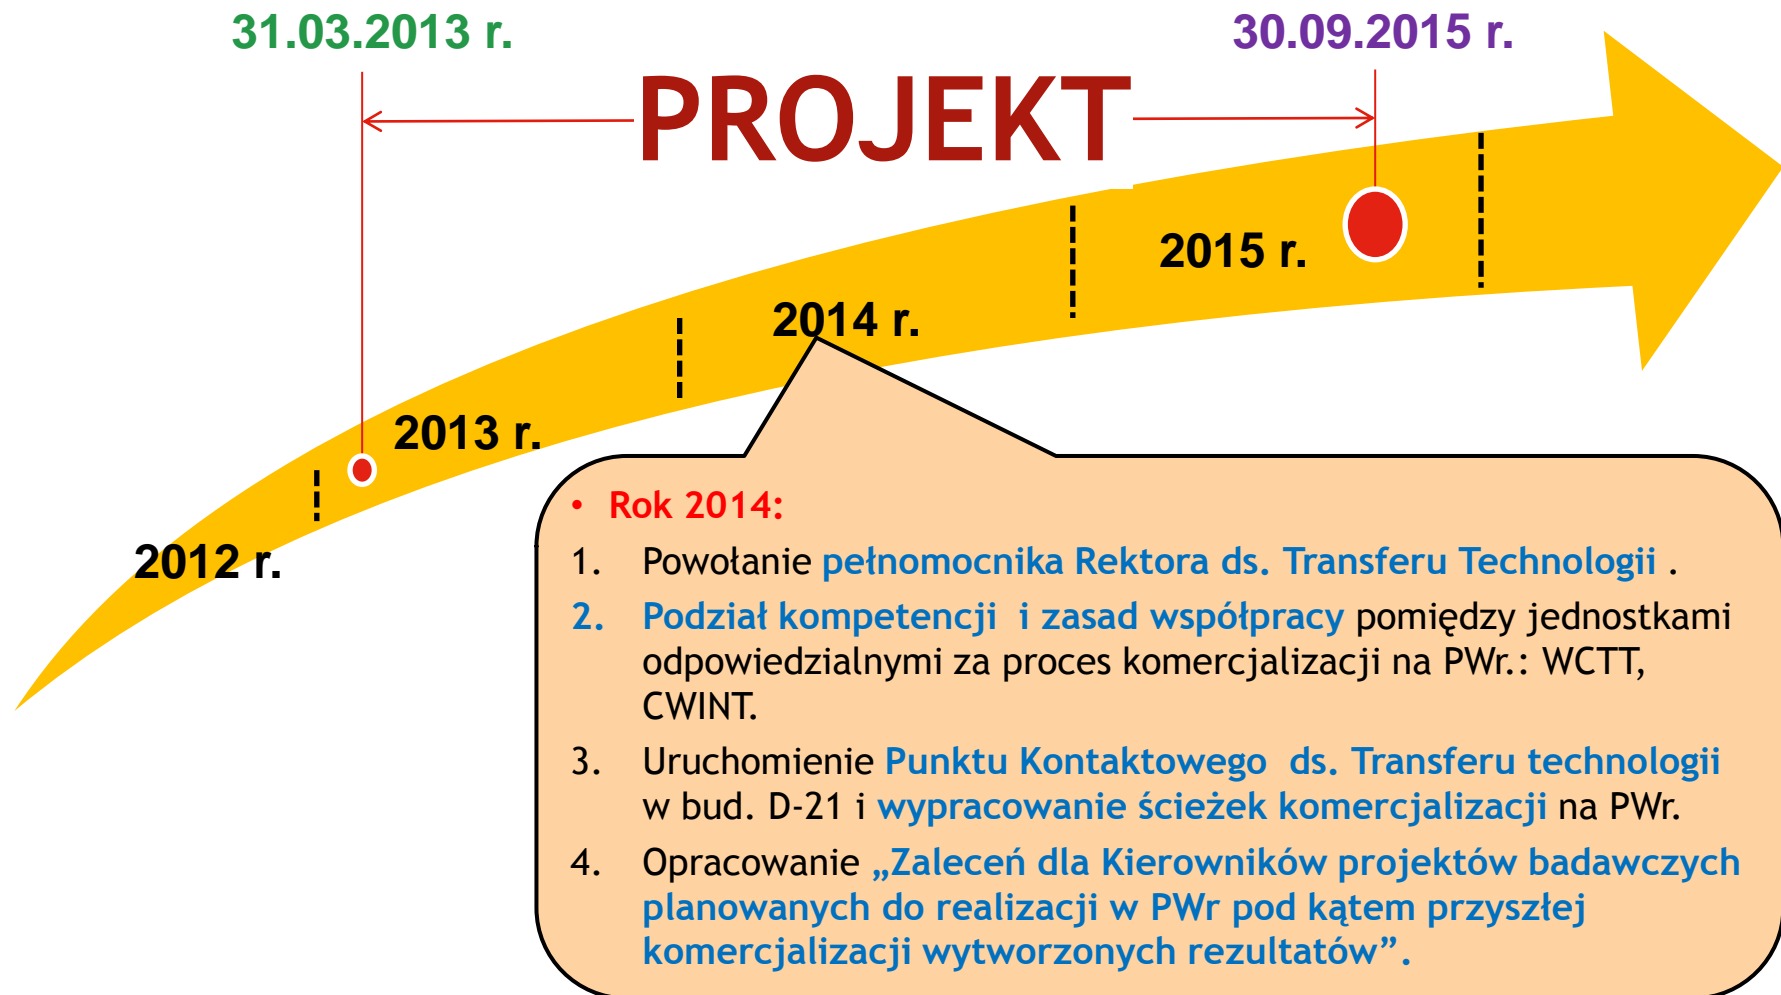 31.03.2013 r.
30.09.2015 r.
PROJEKT
2015 r.
2014 r.
2013 r.
2012 r.
• Rok 2014:
1. Powołanie pełnomocnika Rektora ds. Transferu Technologii .
2. Podział kompetencji i zasad współpracy pomiędzy jednostkami
odpowiedzialnymi za proces komercjalizacji na PWr.: WCTT,
CWINT.
3. Uruchomienie Punktu Kontaktowego ds. Transferu technologii
w bud. D-21 i wypracowanie ścieżek komercjalizacji na PWr.
4. Opracowanie „Zaleceń dla Kierowników projektów badawczych
planowanych do realizacji w PWr pod kątem przyszłej
komercjalizacji wytworzonych rezultatów”.